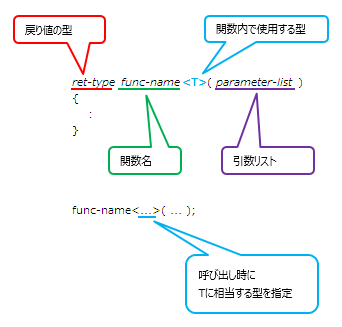 戻り値の型
関数内で使用する型
ret-type func-name <T>( parameter-list )
{
:
}
関数名
引数リスト
func-name<...>( ... );
呼び出し時に
Tに相当する型を指定